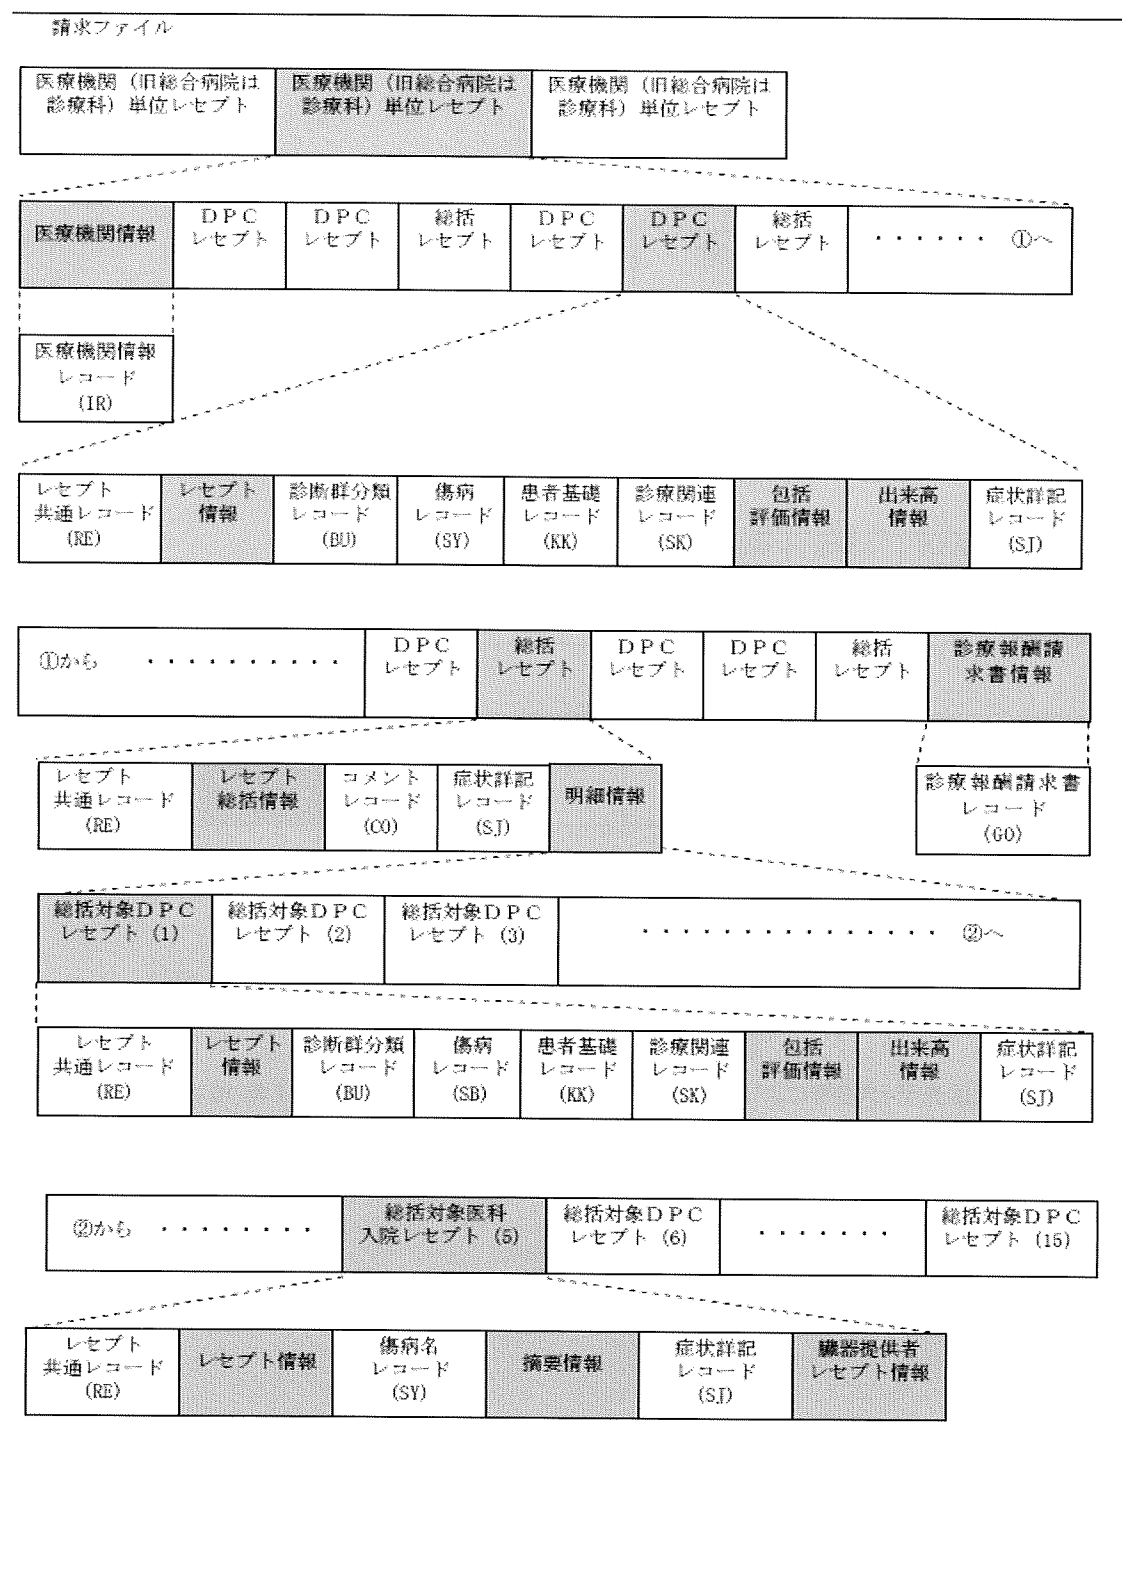 請求ファイル
医療機関（旧総合病院は
診療科）単位レセプト
医療機関（旧総合病院は
診療科）単位レセプト
医療機関（旧総合病院は
診療科）単位レセプト
医療機関情報
ＤＰＣ
レセプト
ＤＰＣ
レセプト
総括
レセプト
ＤＰＣ
レセプト
ＤＰＣ
レセプト
総括
レセプト
・・・・・・ ①へ
医療機関情報
レコード
(IR)
レセプト
共通レコード
(RE)
レセプト
情報
診断群分類
レコード
(BU)
傷病
レコード
(SY)
患者基礎
レコード
(KK)
診療関連
レコード
(SK)
包括
評価情報
出来高
情報
症状詳記
レコード
(SJ)
①から ・・・・・・・・・・
ＤＰＣ
レセプト
総括
レセプト
ＤＰＣ
レセプト
ＤＰＣ
レセプト
総括
レセプト
診療報酬請
求書情報
レセプト
共通レコード
(RE)
レセプト
総括情報
コメント
レコード
(CO)
症状詳記
レコード
(SJ)
明細情報
診療報酬請求書
レコード
(GO)
総括対象ＤＰＣ
レセプト (1)
総括対象ＤＰＣ
レセプト (2)
総括対象ＤＰＣ
レセプト (3)
・・・・・・・・・・・・・・・ ②へ
レセプト
共通レコード
(RE)
レセプト
情報
診断群分類
レコード
(BU)
傷病
レコード
(SB)
患者基礎
レコード
(KK)
診療関連
レコード
(SK)
包括
評価情報
出来高
情報
症状詳記
レコード
(SJ)
②から ・・・・・・・・
総括対象医科
入院レセプト (5)
総括対象ＤＰＣ
レセプト (6)
・・・・・・・
総括対象ＤＰＣ
レセプト (15)
レセプト
共通レコード
(RE)
レセプト情報
傷病名
レコード
(SY)
摘要情報
症状詳記
レコード
(SJ)
臓器提供者
レセプト情報